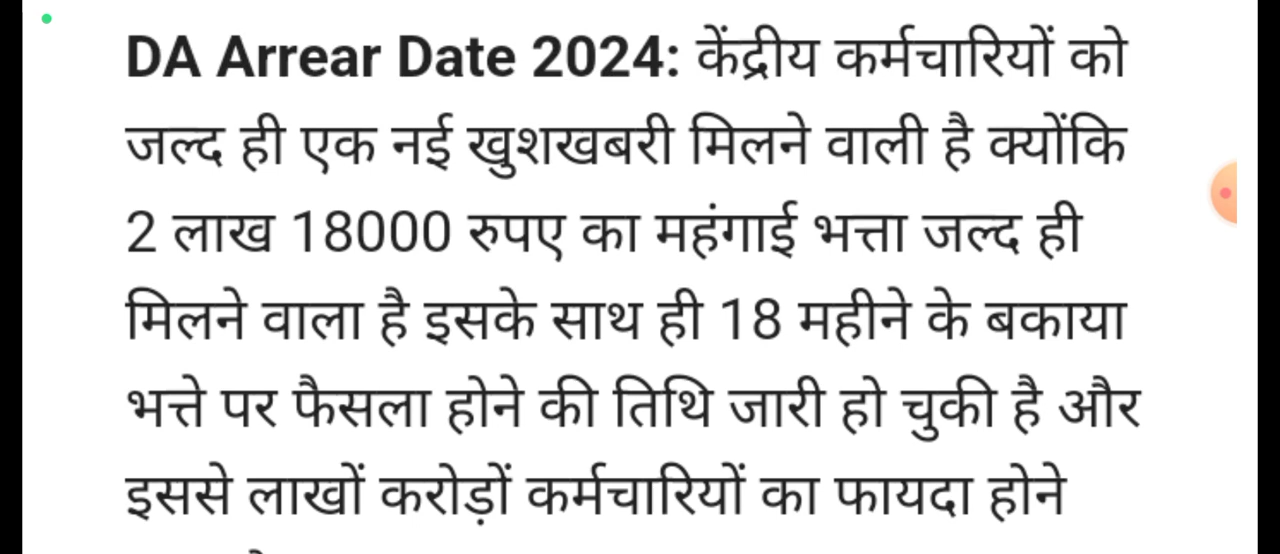 DA Arrear Date 2024: केंद्रीय कर्मचारियों को
जल्द ही एक नई खुशखबरी मिलने वाली है क्योंकि
2 लाख 18000 रुपए का महंगाई भत्ता जल्द ही
मिलने वाला है इसके साथ ही 18 महीने के बकाया
भत्ते पर फैसला होने की तिथि जारी हो चुकी है और
इससे लाखों करोड़ों कर्मचारियों का फायदा होने